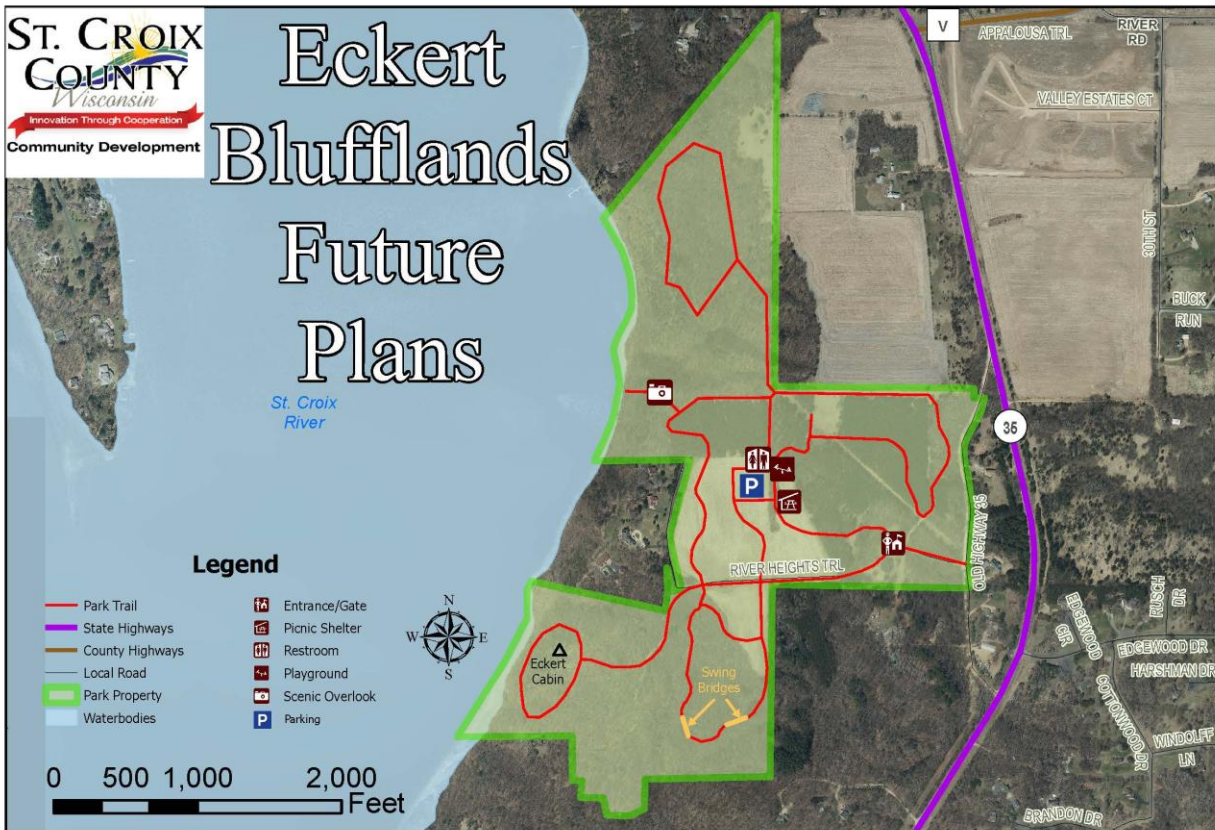 ST. CROIX
COUNTY
Wisconsin
Innovation Through Cooperation
Community Development
Eckert
Blufflands
Future
Plans
St. Croix
River
V
APPALOUSA TRL
RIVER
RD
VALLEY ESTATES CT
30TH ST
BUCK
RUN
35
OLD HIGHWAY 35
P
RIVER HEIGHTS TRL
Eckert
Cabin
Swing
Bridges
EDGEWOOD
CIR
RUSCH
DR
EDGEWOOD DR
HARSHMAN DR
COTTONWOOD DR
WINDOLFF
LN
BRANDON DR
N
W E
S
Legend
Park Trail
State Highways
County Highways
Local Road
Park Property
Waterbodies
Entrance/Gate
Picnic Shelter
Restroom
Playground
Scenic Overlook
P Parking
0 500 1,000 2,000
Feet